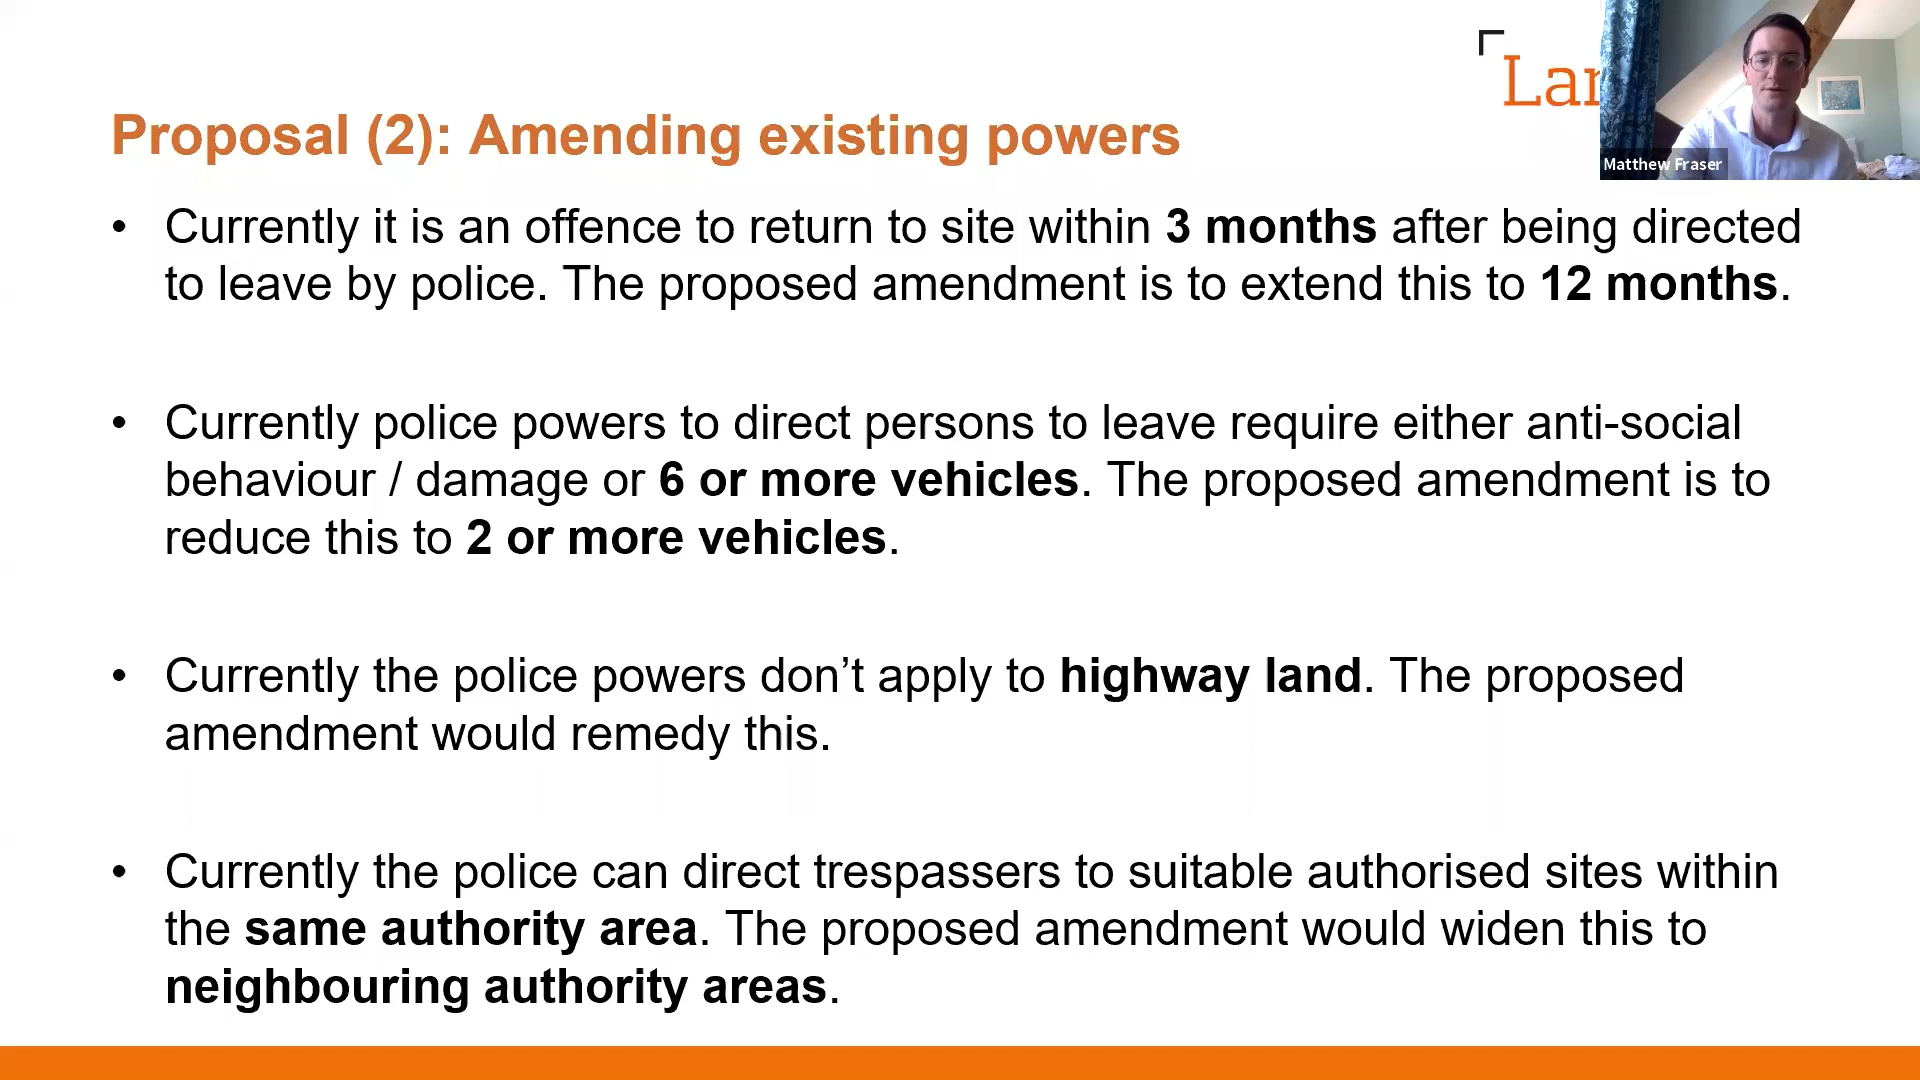 Lan
Matthew Fraser
Proposal (2): Amending existing powers
• Currently it is an offence to return to site within 3 months after being directed
to leave by police. The proposed amendment is to extend this to 12 months.
• Currently police powers to direct persons to leave require either anti-social
behaviour / damage or 6 or more vehicles. The proposed amendment is to
reduce this to 2 or more vehicles.
• Currently the police powers don’t apply to highway land. The proposed
amendment would remedy this.
• Currently the police can direct trespassers to suitable authorised sites within
the same authority area. The proposed amendment would widen this to
neighbouring authority areas.